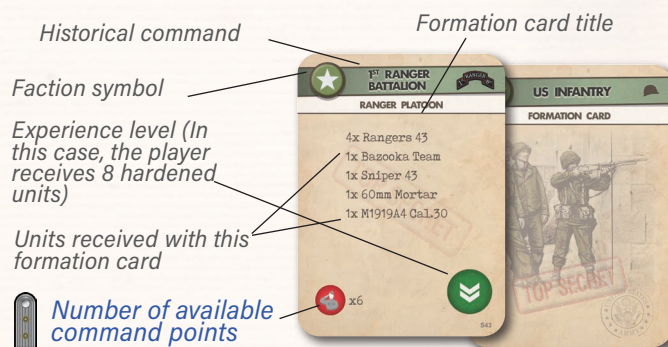 Historical command
Formation card title
Faction symbol
Experience level (In
this case, the player
receives 8 hardened
units)
Units received with this
formation card
Number of available
command points
1ST RANGER
BATTALION
RANGER PLATOON
4x Rangers 43
1x Bazooka Team
1x Sniper 43
1x 60mm Mortar
1x M1919A4 Cal.30
x6
S43
US INFANTRY
FORMATION CARD
TOP SECRET